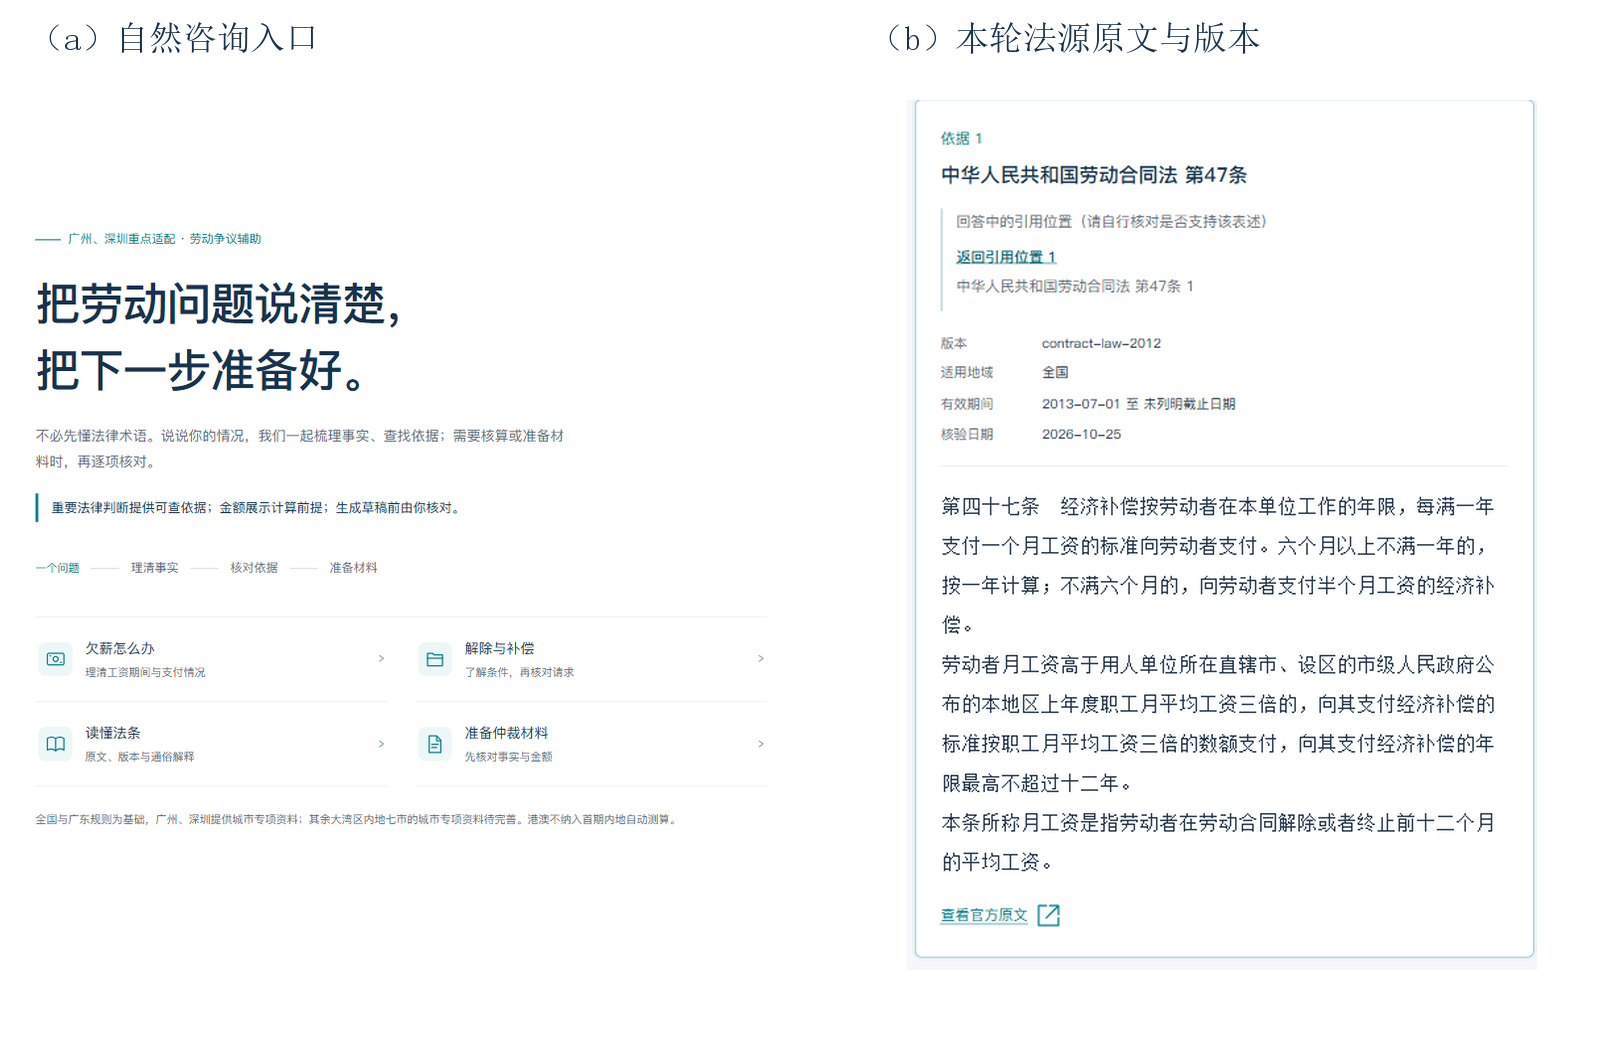 （a）自然咨询入口
广州、深圳重点适配 · 劳动争议辅助
把劳动问题说清楚，
把下一步准备好。
不必先懂法律术语。说说你的情况，我们一起梳理事实、查找依据；需要核算或准备材
料时，再逐项核对。
重要法律判断提供可查依据；金额展示计算前提；生成草稿前由你核对。
一个问题 理清事实 核对依据 准备材料
欠薪怎么办
理清工资期间与支付情况
解除与补偿
了解条件，再核对请求
读懂法条
原文、版本与通俗解释
准备仲裁材料
先核对事实与金额
全国与广东规则为基础，广州、深圳提供城市专项资料；其余大湾区内地七市的城市专项资料待完善。港澳不纳入首期内地自动测算。
（b）本轮法源原文与版本
依据 1
中华人民共和国劳动合同法 第47条
回答中的引用位置（请自行核对是否支持该表述）
返回引用位置 1
中华人民共和国劳动合同法 第47条 1
版本 contract-law-2012
适用地域 全国
有效期间 2013-07-01 至 未列明截止日期
核验日期 2026-10-25
第四十七条　经济补偿按劳动者在本单位工作的年限，每满一年
支付一个月工资的标准向劳动者支付。六个月以上不满一年的，
按一年计算；不满六个月的，向劳动者支付半个月工资的经济补
偿。
劳动者月工资高于用人单位所在直辖市、设区的市级人民政府公
布的本地区上年度职工月平均工资三倍的，向其支付经济补偿的
标准按职工月平均工资三倍的数额支付，向其支付经济补偿的年
限最高不超过十二年。
本条所称月工资是指劳动者在劳动合同解除或者终止前十二个月
的平均工资。
查看官方原文